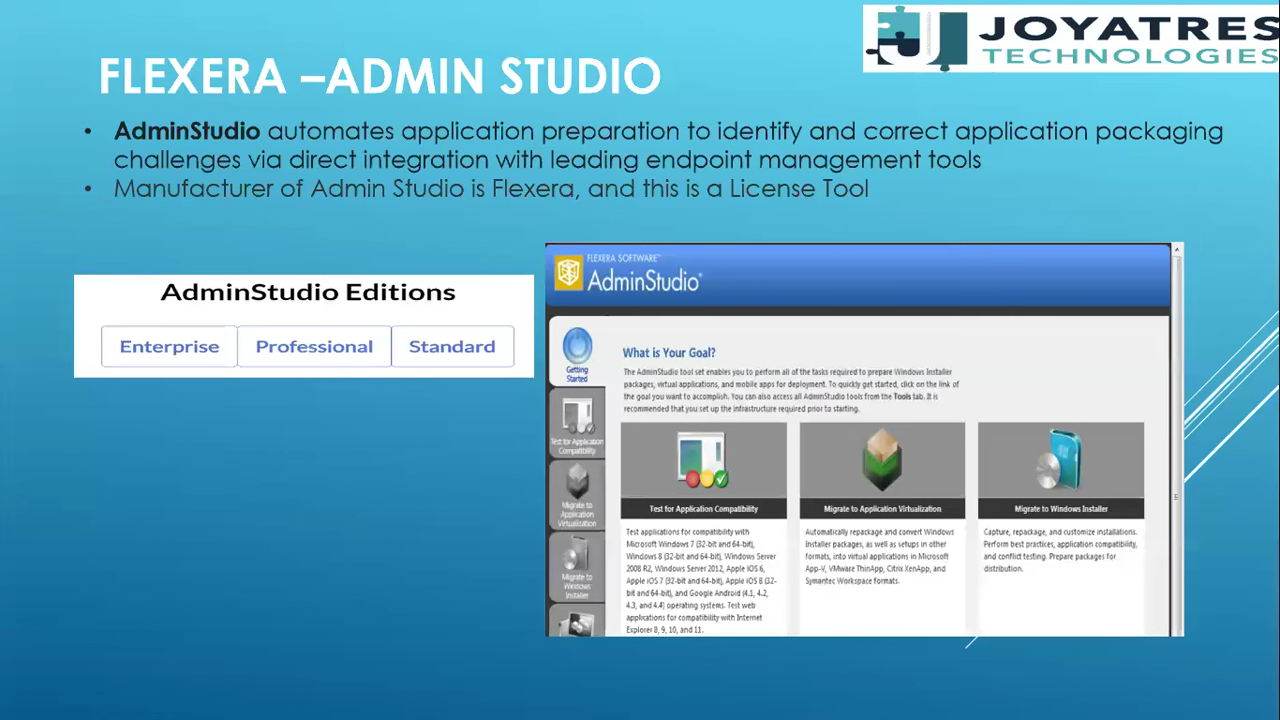 JOYATRES
TECHNOLOGIES
FLEXERA –ADMIN STUDIO
• AdminStudio automates application preparation to identify and correct application packaging
challenges via direct integration with leading endpoint management tools
• Manufacturer of Admin Studio is Flexera, and this is a License Tool
AdminStudio Editions
Enterprise
Professional
Standard
FLEXERA SOFTWARE™
AdminStudio®
Getting
Started
Test for Application
Compatibility
Migrate to
Application
Virtualization
Migrate to
Windows
Installer
What is Your Goal?
The AdminStudio tool set enables you to perform all of the tasks required to prepare Windows Installer
packages, virtual applications, and mobile apps for deployment. To quickly get started, click on the link of
the goal you want to accomplish. You can also access all AdminStudio tools from the Tools tab. It is
recommended that you set up the infrastructure required prior to starting.
Test for Application Compatibility
Test applications for compatibility with
Microsoft Windows 7 (32-bit and 64-bit),
Windows 8 (32-bit and 64-bit), Windows Server
2008 R2, Windows Server 2012, Apple iOS 6,
Apple iOS 7 (32-bit and 64-bit), Apple iOS 8 (32-
bit and 64-bit), and Google Android (4.1, 4.2,
4.3, and 4.4) operating systems. Test web
applications for compatibility with Internet
Explorer 8, 9, 10, and 11.
Migrate to Application Virtualization
Automatically repackage and convert Windows
Installer packages, as well as setups in other
formats, into virtual applications in Microsoft
App-V, VMware ThinApp, Citrix XenApp, and
Symantec Workspace formats.
Migrate to Windows Installer
Capture, repackage, and customize installations.
Perform best practices, application compatibility,
and conflict testing. Prepare packages for
distribution.